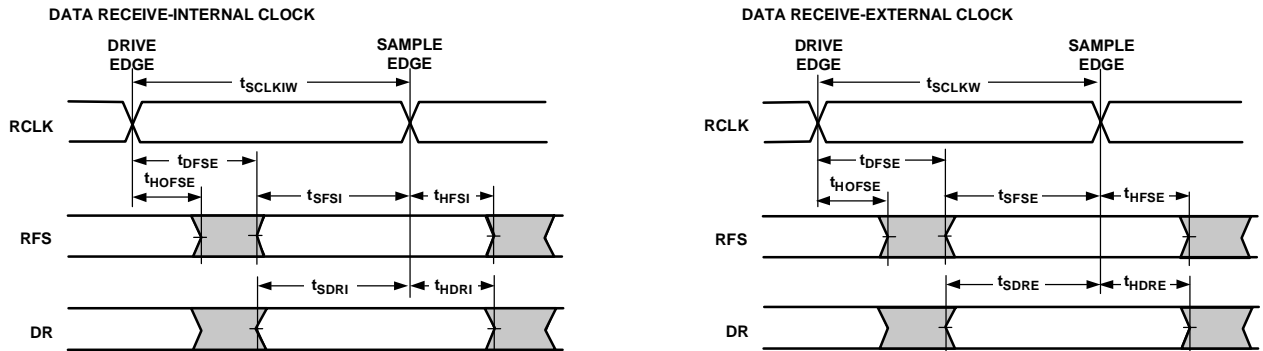 DATA RECEIVE-INTERNAL CLOCK
DRIVE
EDGE
SAMPLE
EDGE
tSCLKIW
RCLK
tDFSE
tHOFSE
tSFSI
tHFSI
RFS
tSDRI
tHDRI
DR
DATA RECEIVE-EXTERNAL CLOCK
DRIVE
EDGE
SAMPLE
EDGE
tSCLKW
RCLK
tDFSE
tHOFSE
tSFSE
tHFSE
RFS
tSDRE
tHDRE
DR